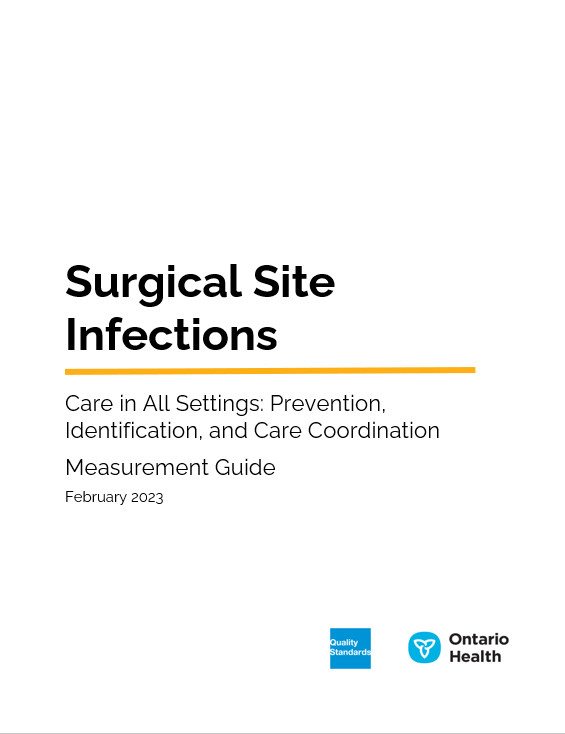 Surgical Site
Infections
Care in All Settings: Prevention,
Identification, and Care Coordination
Measurement Guide
February 2023
Quality
Standards
Ontario
Health